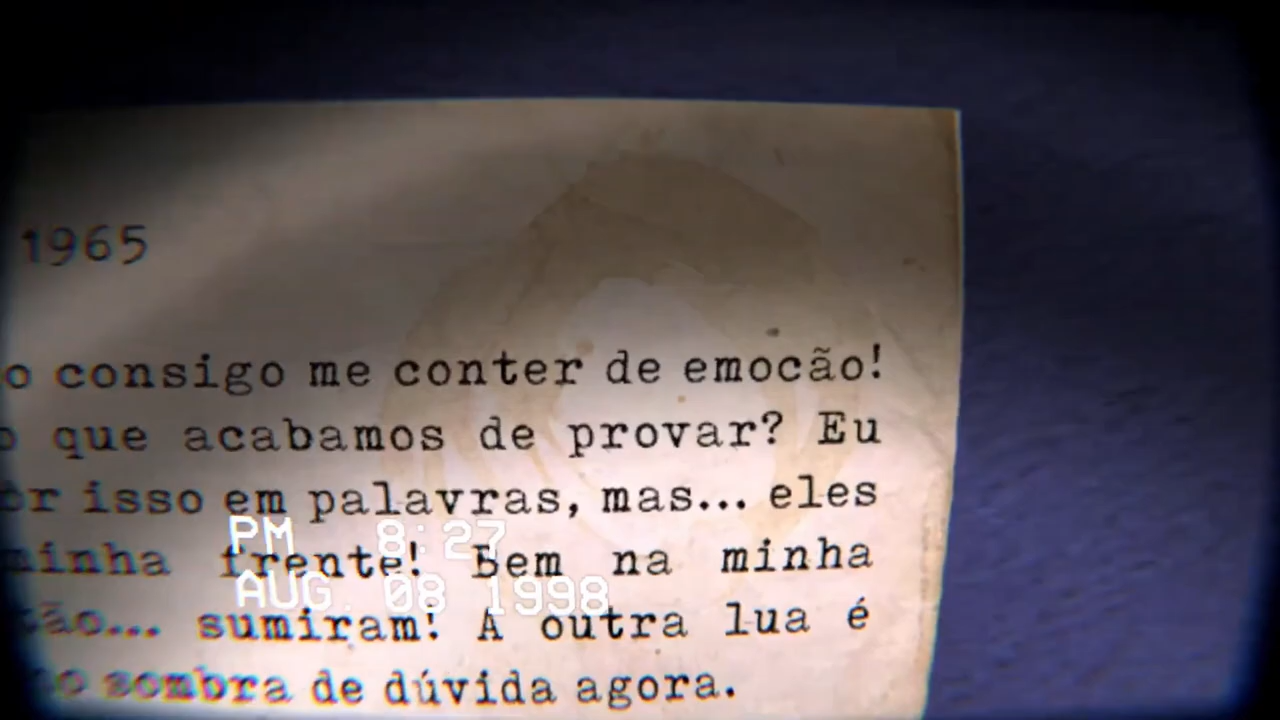 1965
o consigo me conter de emocão!
que acabamos de provar? Eu
isso em palavras, mas... eles
minha frente! Bem na minha
PM 8:27
AUG. 08 1998
sumiram! A outra lua é
sombra de dúvida agora.